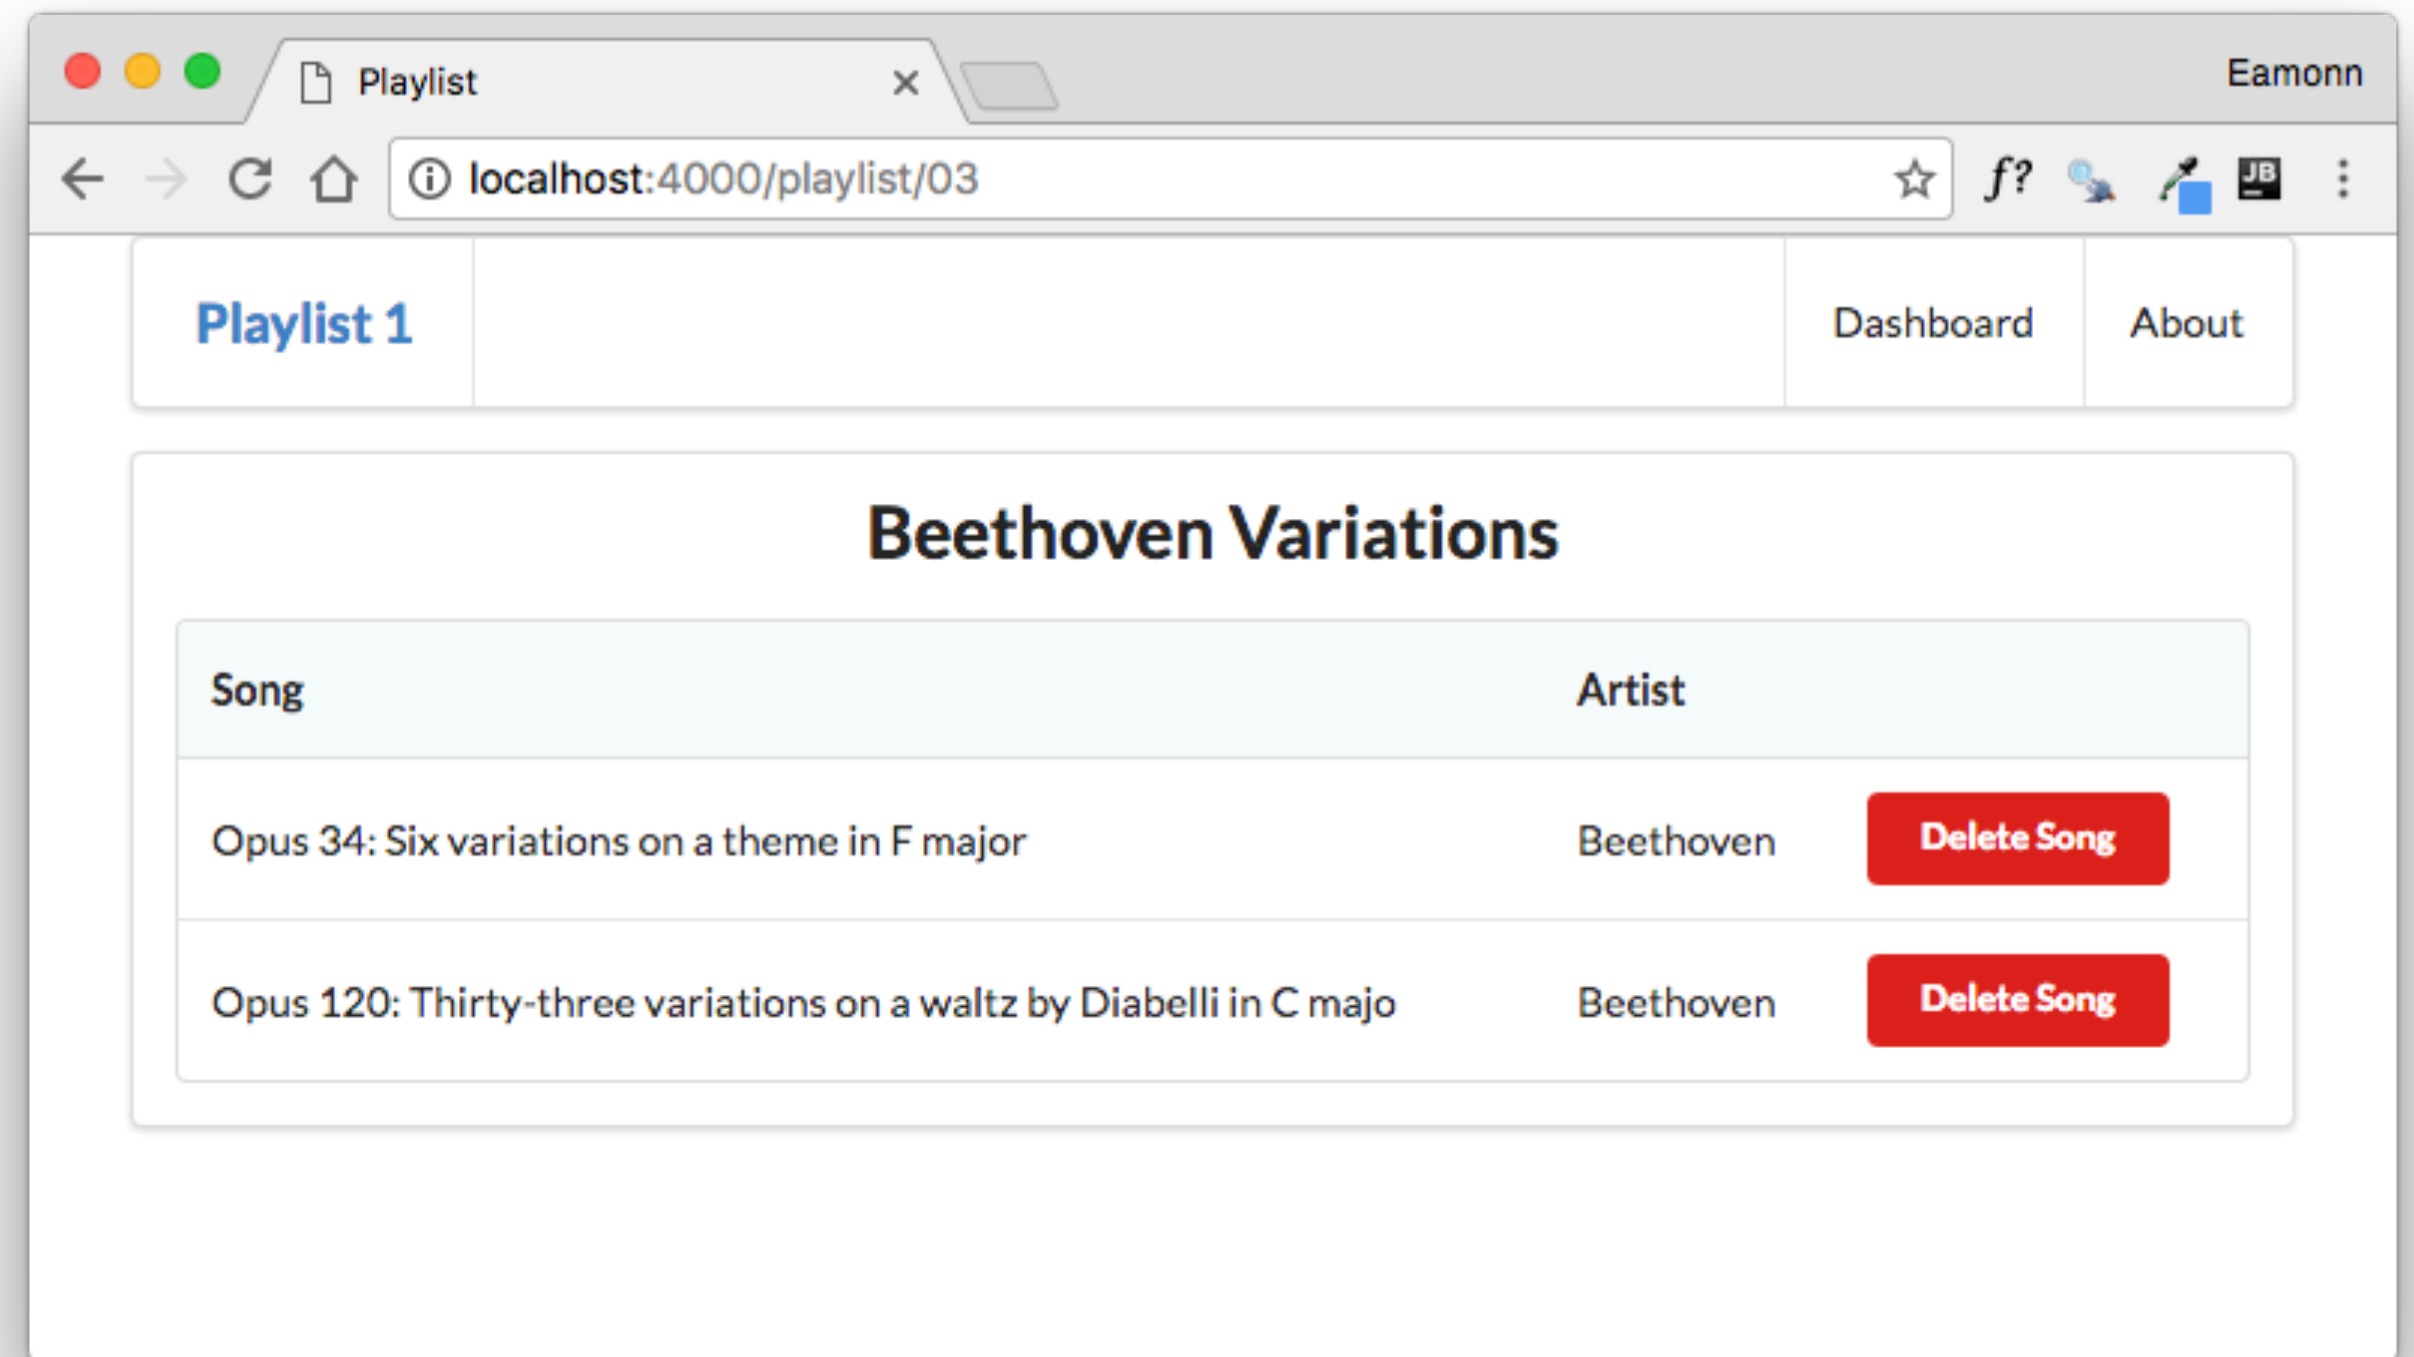 Playlist
Eamonn
localhost:4000/playlist/03
f?
JB
Playlist 1
Dashboard
About
Beethoven Variations
Song Artist
Opus 34: Six variations on a theme in F major Beethoven Delete Song
Opus 120: Thirty-three variations on a waltz by Diabelli in C majo Beethoven Delete Song